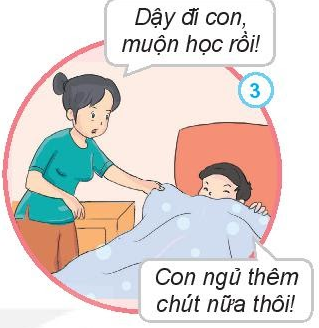 Dậy đi con,
muộn học rồi!
3
Con ngủ thêm
chút nữa thôi!